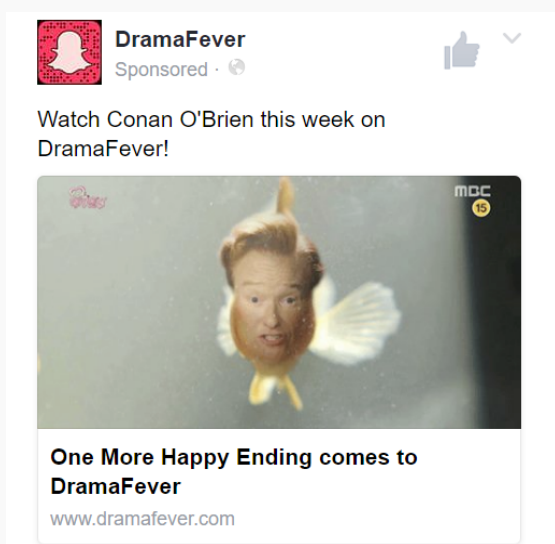 DramaFever
Sponsored ·
Watch Conan O'Brien this week on
DramaFever!
MBC
15
One More Happy Ending comes to
DramaFever
www.dramafever.com